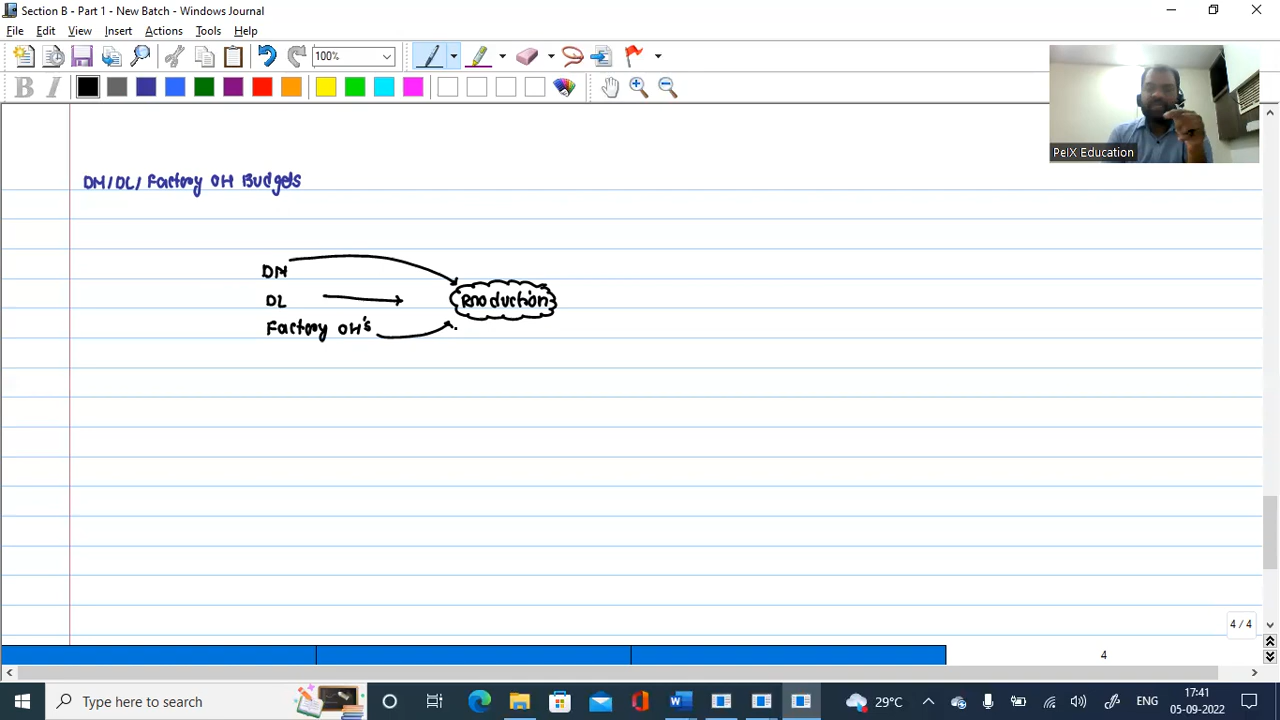 Section B - Part 1 - New Batch - Windows Journal
File Edit View Insert Actions Tools Help
100%
B I
PelX Education
DM/DL/ Factory OH Budgets
DM
DL
Production
Factory OH's
4 / 4
4
Type here to search
29°C
ENG
17:41
05-09-2022